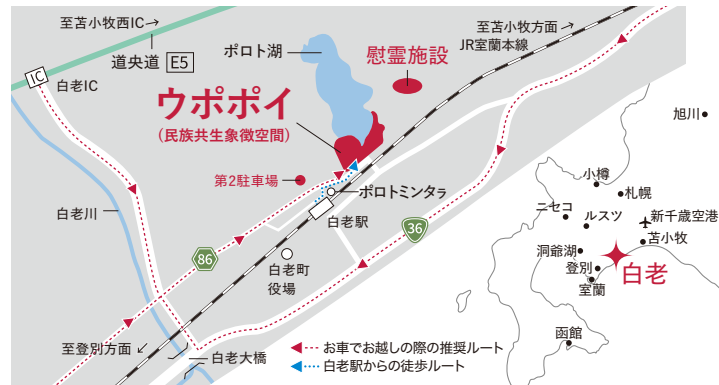 至苫小牧西IC→
道央道 E5
IC
白老IC
ポロト湖
至苫小牧方面→
JR室蘭本線
慰霊施設
ウポポイ
(民族共生象徴空間)
第2駐車場
ポロトミンタㇻ
白老駅
白老川
86
36
白老町
役場
至登別方面←
白老大橋
お車でお越しの際の推奨ルート
白老駅からの徒歩ルート
旭川
小樽
札幌
ニセコ
ルスツ
新千歳空港
苫小牧
洞爺湖
登別
白老
室蘭
函館